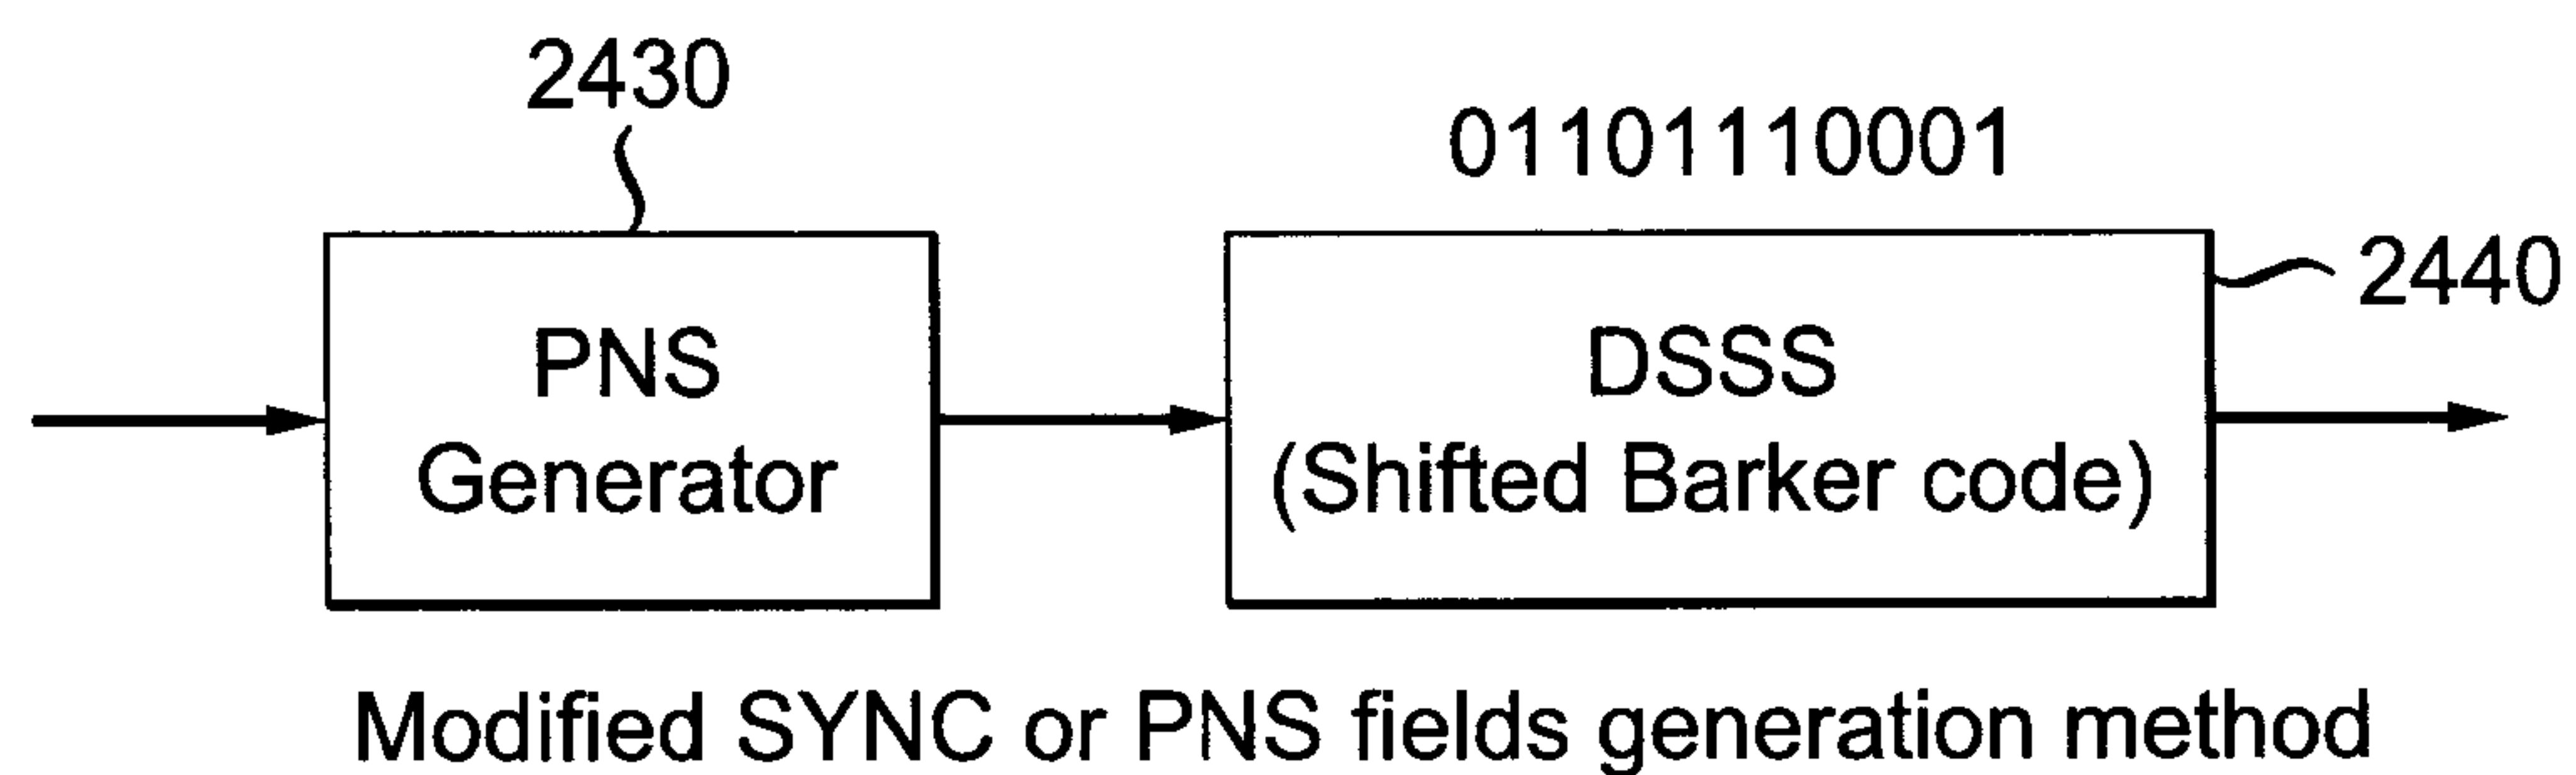 2430
01101110001
2440
PNS
Generator
DSSS
(Shifted Barker code)
Modified SYNC or PNS fields generation method